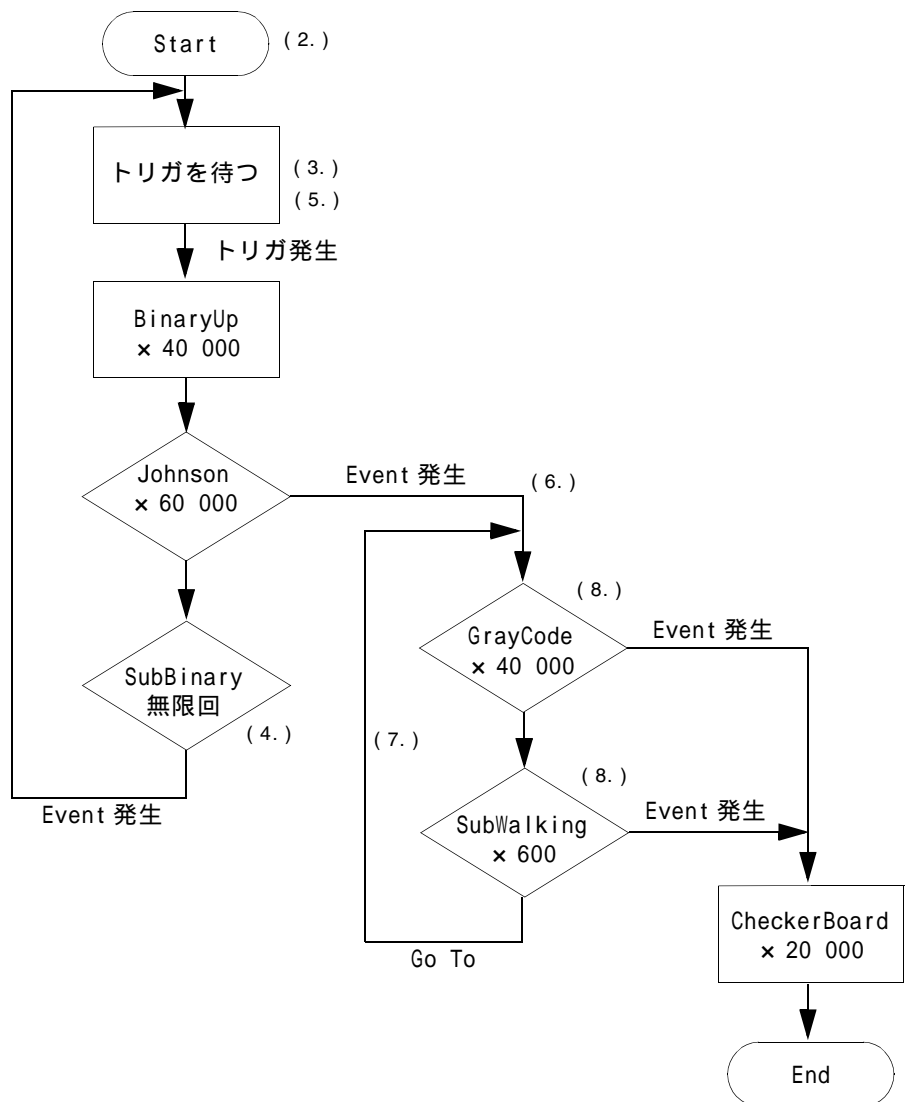 Start
( 2. )
トリガを待つ
( 3. )
( 5. )
トリガ発生
BinaryUp
× 40 000
Johnson
× 60 000
Event 発生
( 6. )
( 8. )
GrayCode
× 40 000
Event 発生
SubBinary
無限回
( 4. )
( 7. )
( 8. )
SubWalking
× 600
Event 発生
Event 発生
CheckerBoard
× 20 000
Go To
End